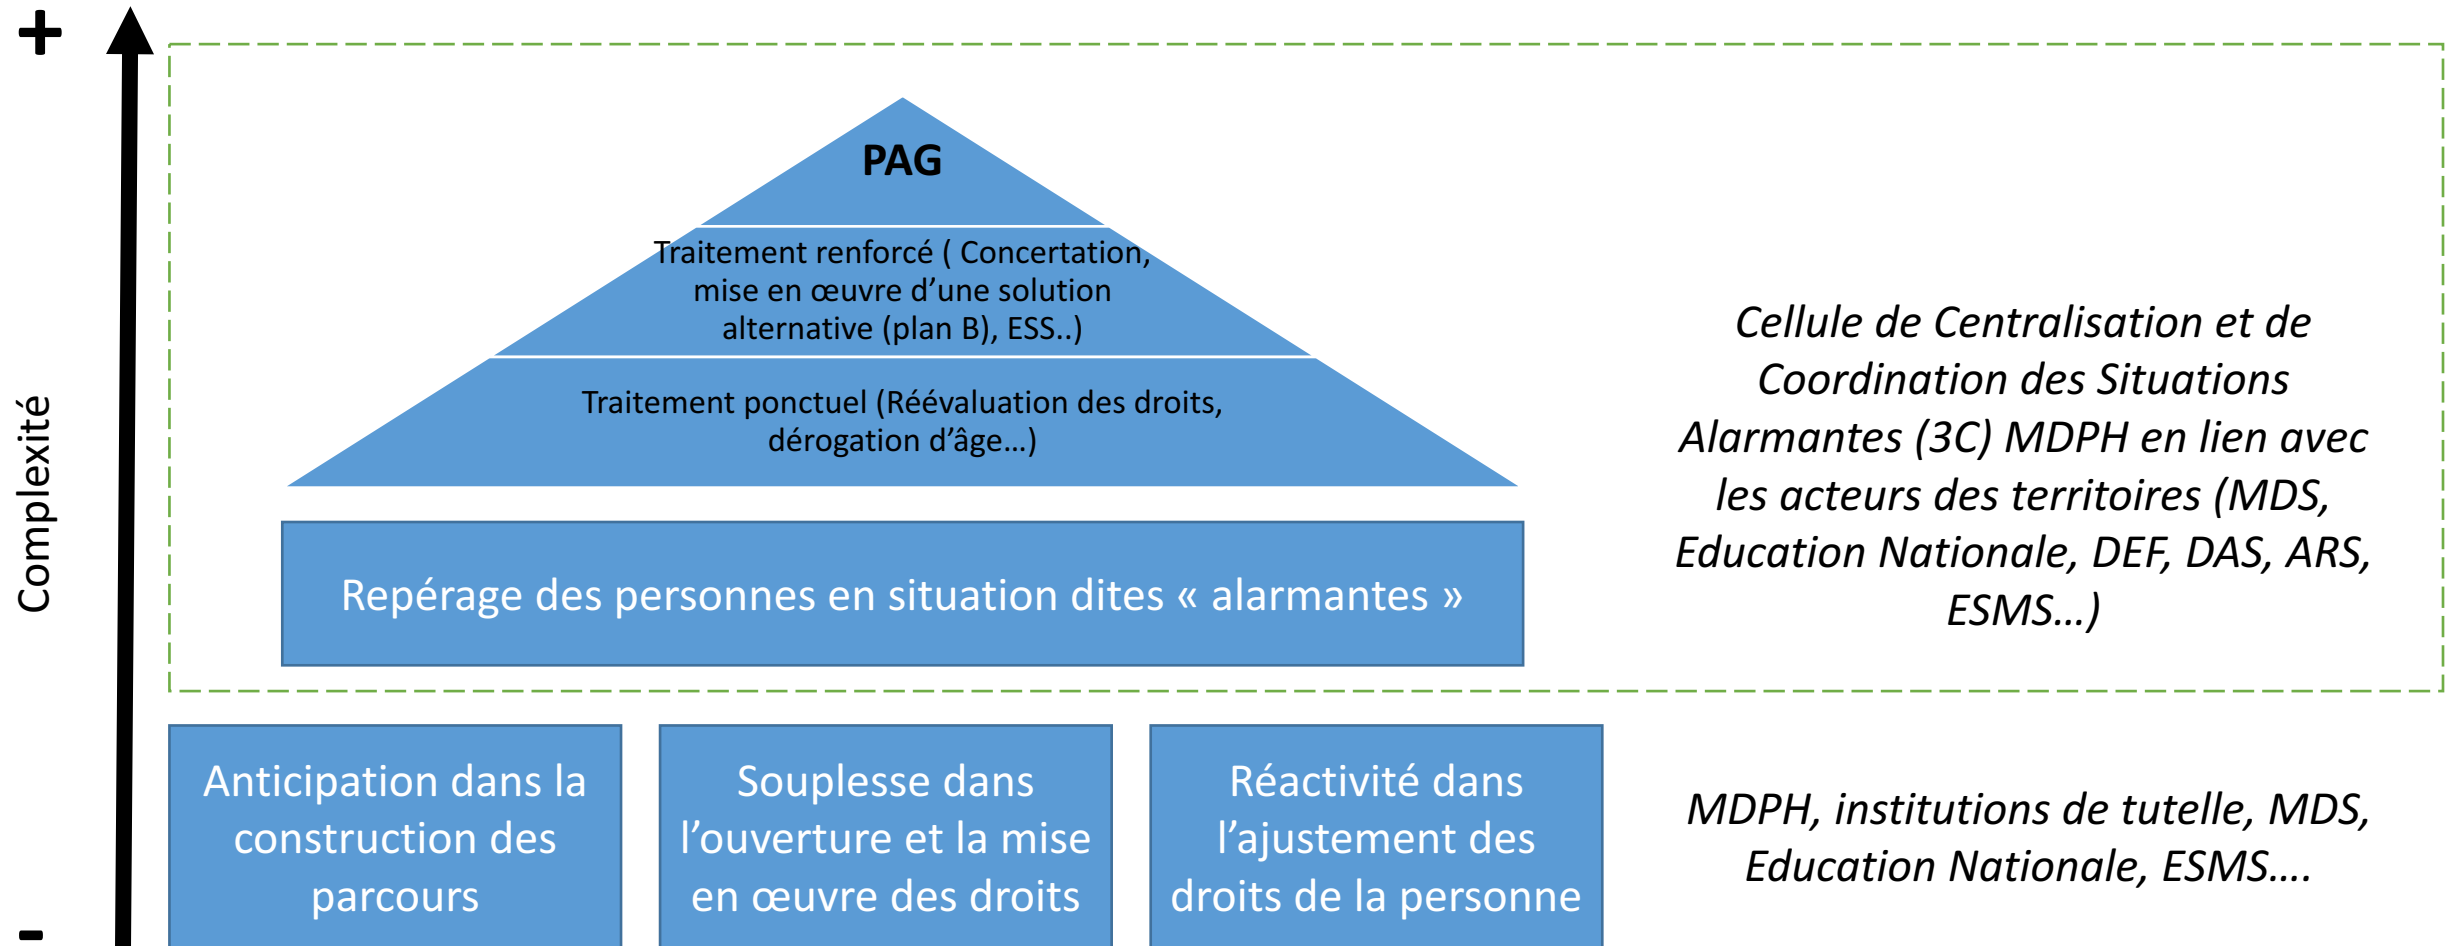 +
Complexité
-
PAG
Traitement renforcé ( Concertation,
mise en œuvre d’une solution
alternative (plan B), ESS..)
Traitement ponctuel (Réévaluation des droits,
dérogation d’âge…)
Repérage des personnes en situation dites « alarmantes »
Cellule de Centralisation et de
Coordination des Situations
Alarmantes (3C) MDPH en lien avec
les acteurs des territoires (MDS,
Education Nationale, DEF, DAS, ARS,
ESMS…)
Anticipation dans la
construction des
parcours
Souplesse dans
l’ouverture et la mise
en œuvre des droits
Réactivité dans
l’ajustement des
droits de la personne
MDPH, institutions de tutelle, MDS,
Education Nationale, ESMS….